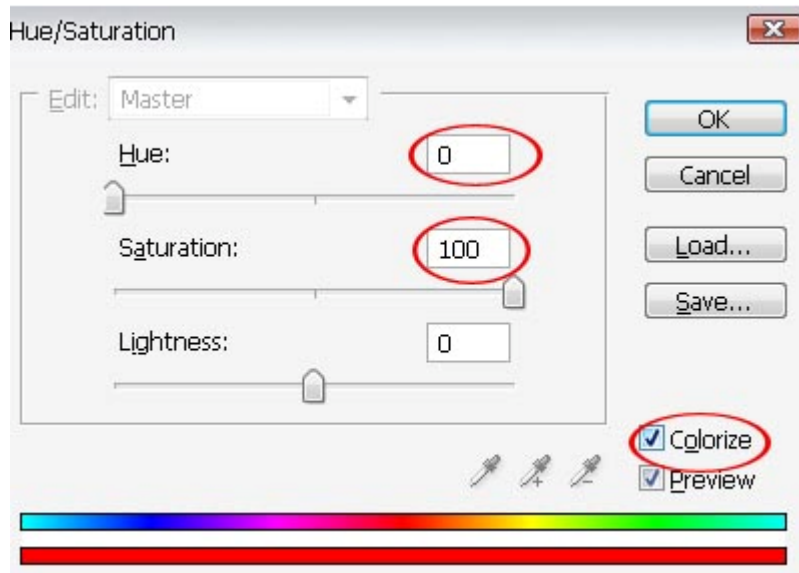 Hue/Saturation
Edit: Master
OK
Hue: 0
Cancel
Saturation: 100
Load...
Save...
Lightness: 0
Colorize
Preview